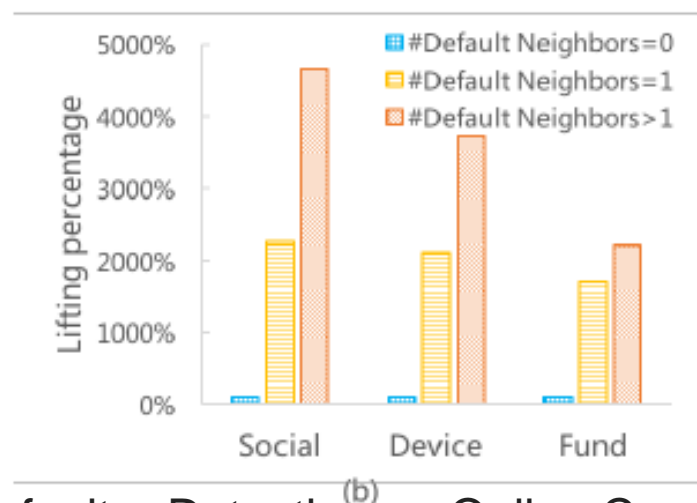 5000%
4000%
3000%
2000%
1000%
0%
Lifting percentage
#Default Neighbors=0
#Default Neighbors=1
#Default Neighbors>1
Social Device Fund
(b)